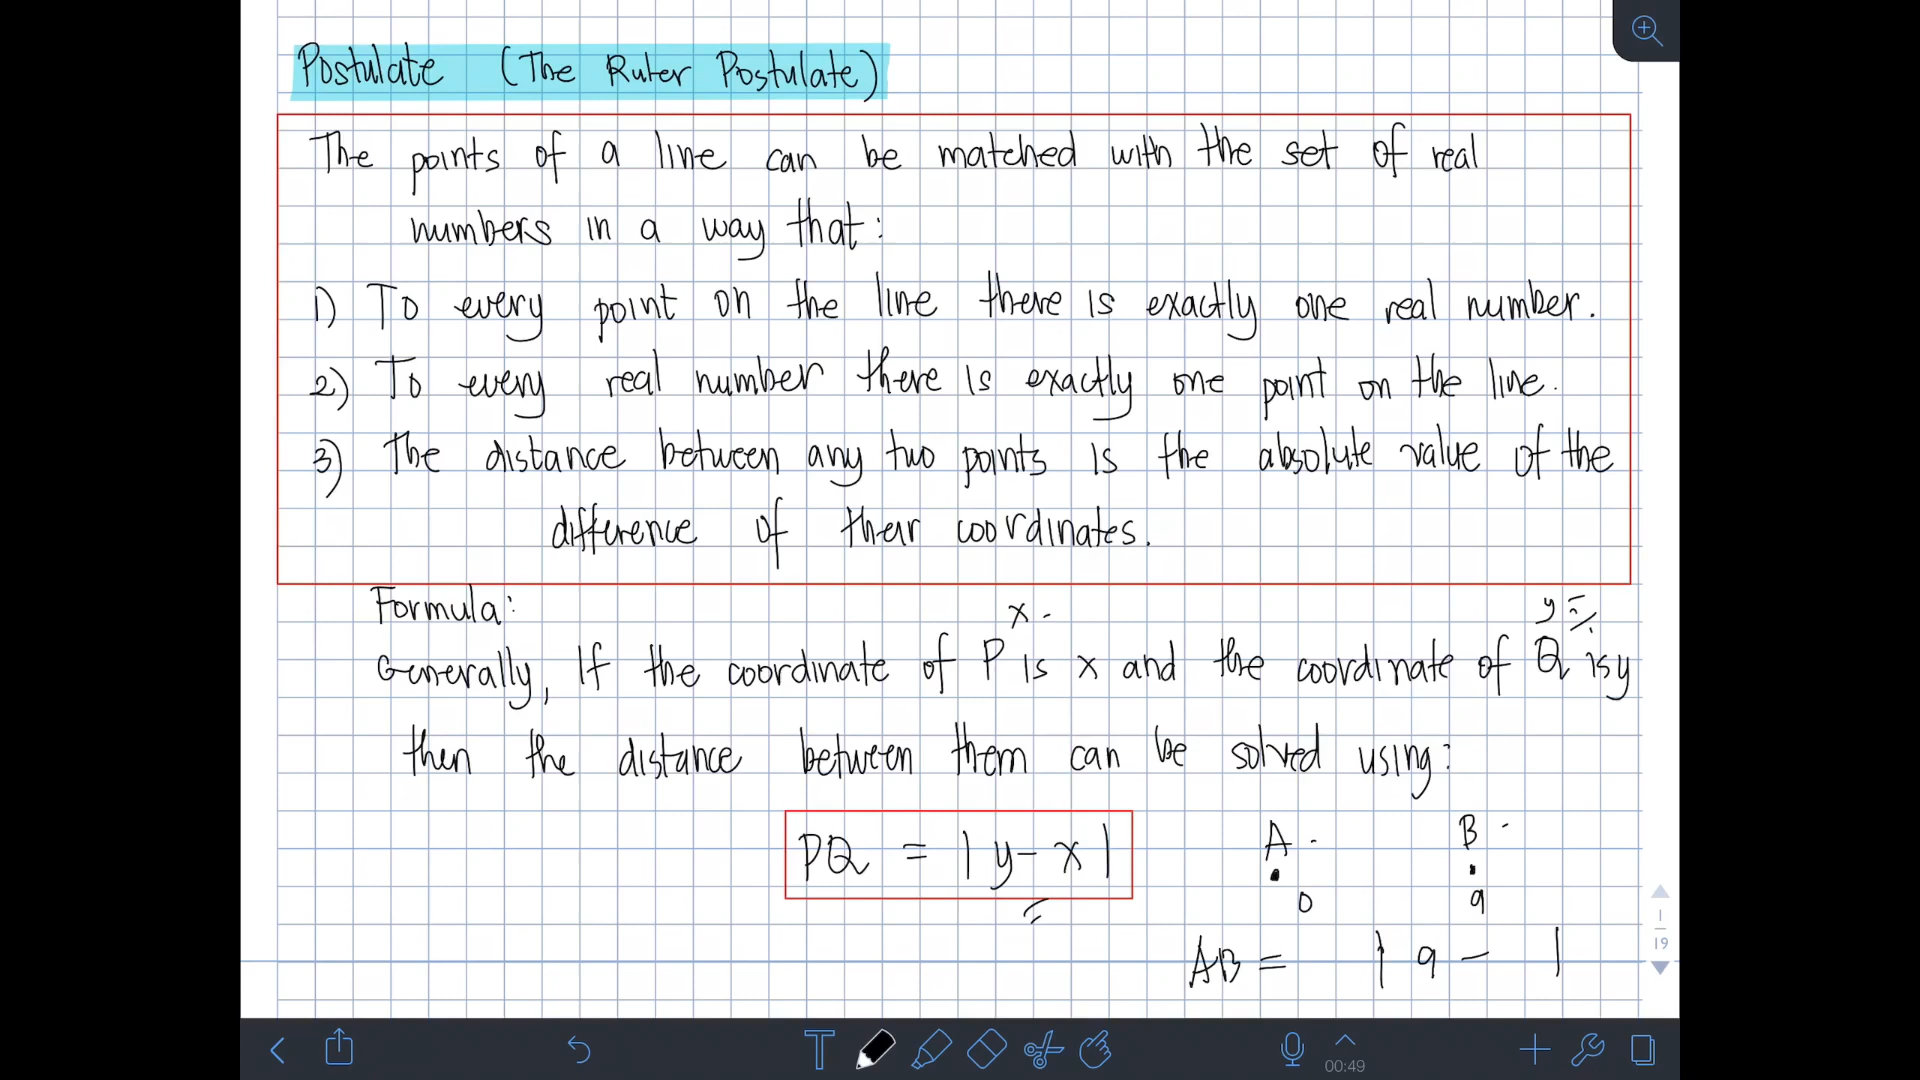 Postulate (The Ruler Postulate)
The points of a line can be matched with the set of real
numbers in a way that:
1) To every point on the line there is exactly one real number.
2) To every real number there is exactly one point on the line.
3) The distance between any two points is the absolute value of the
difference of their coordinates.
Formula:
x - y =
Generally, If the coordinate of P is x and the coordinate of Q is y
then the distance between them can be solved using:
PQ = | y - x |
A - B -
0 9
AB = | 9 - |
1
19
T
00:49